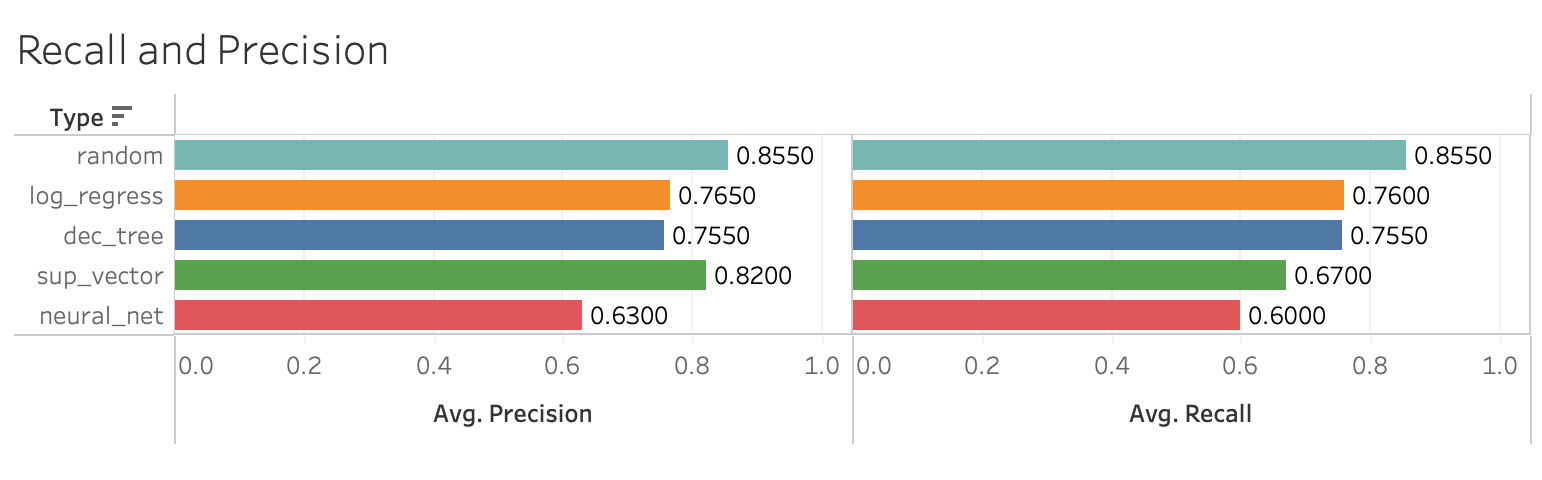 Recall and Precision
Type
random 0.8550 0.8550
log_regress 0.7650 0.7600
dec_tree 0.7550 0.7550
sup_vector 0.8200 0.6700
neural_net 0.6300 0.6000
0.0 0.2 0.4 0.6 0.8 1.0 0.0 0.2 0.4 0.6 0.8 1.0
Avg. Precision Avg. Recall